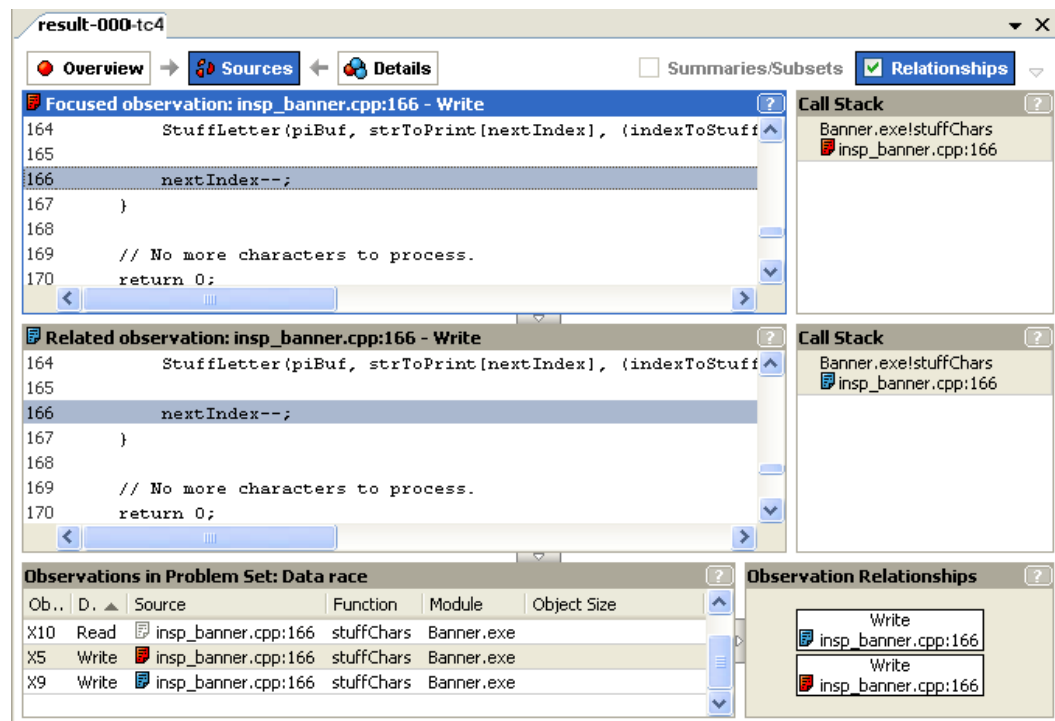 result-000-tc4
Overview Sources Details Summaries/Subsets Relationships
Focused observation: insp_banner.cpp:166 - Write ?
164 StuffLetter(piBuf, strToPrint[nextIndex], (indexToStuff
165
166 nextIndex--;
167 }
168
169 // No more characters to process.
170 return 0;
Call Stack ?
Banner.exe!stuffChars
insp_banner.cpp:166
Related observation: insp_banner.cpp:166 - Write ?
164 StuffLetter(piBuf, strToPrint[nextIndex], (indexToStuff
165
166 nextIndex--;
167 }
168
169 // No more characters to process.
170 return 0;
Call Stack ?
Banner.exe!stuffChars
insp_banner.cpp:166
Observations in Problem Set: Data race ?
Ob.. D. Source Function Module Object Size
X10 Read insp_banner.cpp:166 stuffChars Banner.exe
X5 Write insp_banner.cpp:166 stuffChars Banner.exe
X9 Write insp_banner.cpp:166 stuffChars Banner.exe
Observation Relationships ?
Write
insp_banner.cpp:166
Write
insp_banner.cpp:166